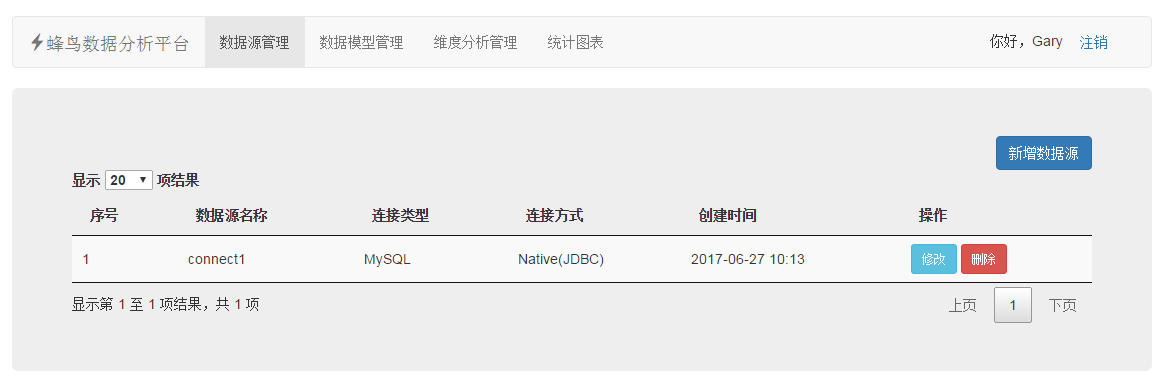 蜂鸟数据分析平台 数据源管理 数据模型管理 维度分析管理 统计图表 你好，Gary 注销
新增数据源
显示 20 项结果
序号 数据源名称 连接类型 连接方式 创建时间 操作
1 connect1 MySQL Native(JDBC) 2017-06-27 10:13 修改 删除
显示第 1 至 1 项结果，共 1 项 上页 1 下页